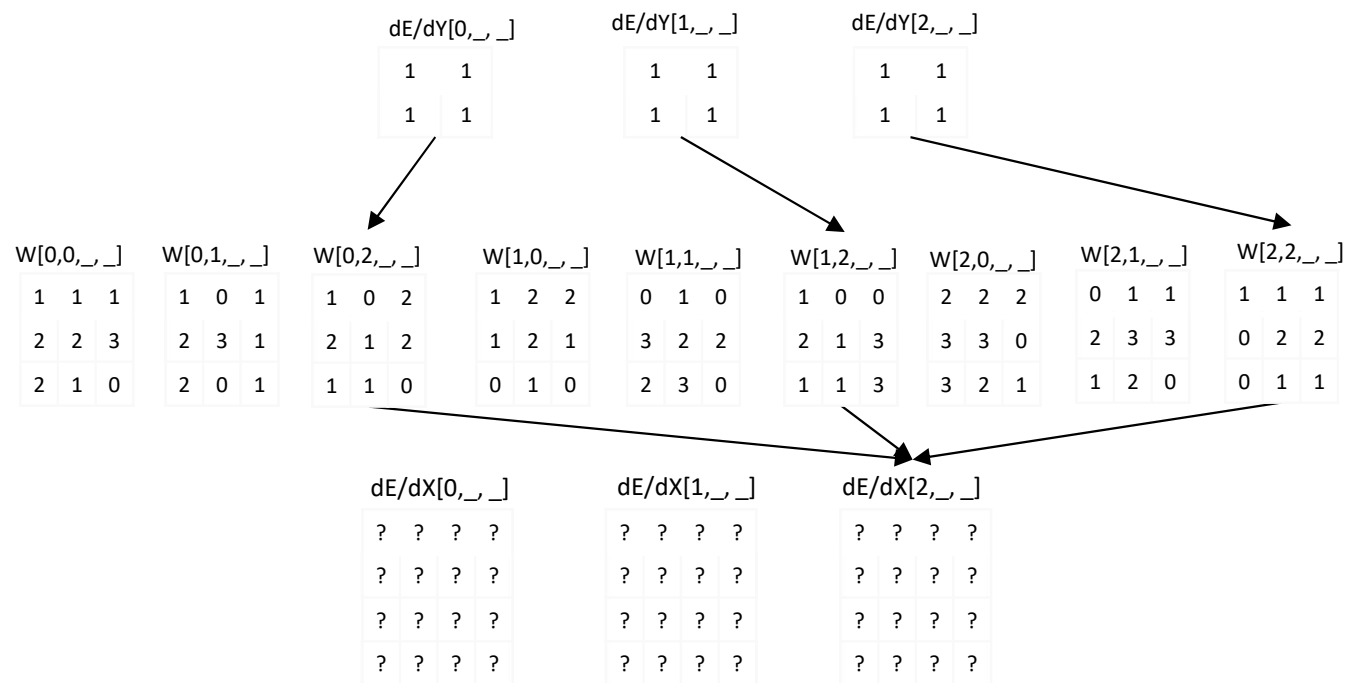 dE/dY[0,_, _] dE/dY[1,_, _] dE/dY[2,_, _]
1 1 1 1 1 1
1 1 1 1 1 1
W[0,0,_, _] W[0,1,_, _] W[0,2,_, _] W[1,0,_, _] W[1,1,_, _] W[1,2,_, _] W[2,0,_, _] W[2,1,_, _] W[2,2,_, _]
1 1 1 1 0 1 1 0 2 1 2 2 0 1 0 1 0 0 2 2 2 0 1 1 1 1 1
2 2 3 2 3 1 2 1 2 1 2 1 3 2 2 2 1 3 3 3 0 2 3 3 0 2 2
2 1 0 2 0 1 1 1 0 0 1 0 2 3 0 1 1 3 3 2 1 1 2 0 0 1 1
dE/dX[0,_, _] dE/dX[1,_, _] dE/dX[2,_, _]
? ? ? ? ? ? ? ? ? ? ? ?
? ? ? ? ? ? ? ? ? ? ? ?
? ? ? ? ? ? ? ? ? ? ? ?
? ? ? ? ? ? ? ? ? ? ? ?